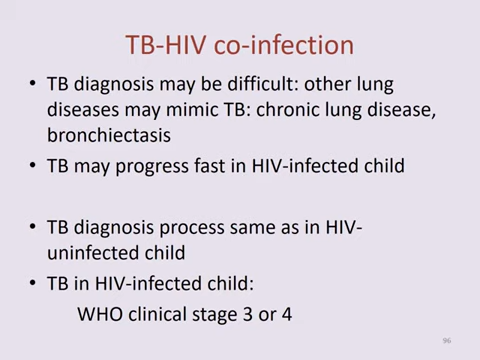 TB-HIV co-infection
• TB diagnosis may be difficult: other lung
diseases may mimic TB: chronic lung disease,
bronchiectasis
• TB may progress fast in HIV-infected child
• TB diagnosis process same as in HIV-
uninfected child
• TB in HIV-infected child:
WHO clinical stage 3 or 4
96